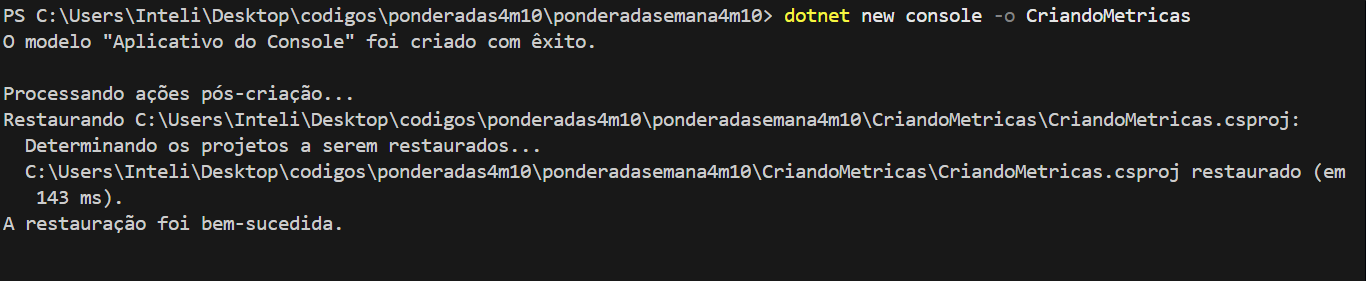 PS C:\Users\Inteli\Desktop\codigos\ponderadas4m10\ponderadasemana4m10> dotnet new console -o CriandoMetricas
O modelo "Aplicativo do Console" foi criado com êxito.
Processando ações pós-criação...
Restaurando C:\Users\Inteli\Desktop\codigos\ponderadas4m10\ponderadasemana4m10\CriandoMetricas\CriandoMetricas.csproj:
Determinando os projetos a serem restaurados...
C:\Users\Inteli\Desktop\codigos\ponderadas4m10\ponderadasemana4m10\CriandoMetricas\CriandoMetricas.csproj restaurado (em
143 ms).
A restauração foi bem-sucedida.